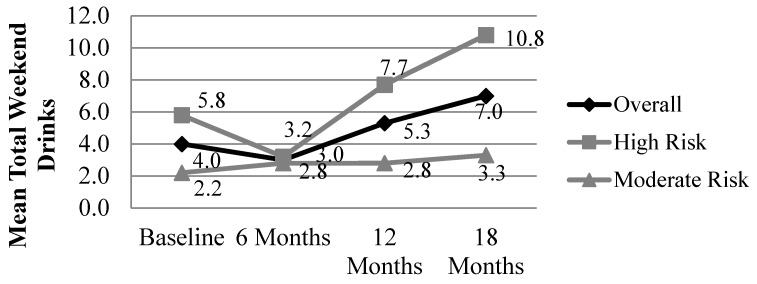 Mean Total Weekend
Drinks
12.0
10.0
8.0
6.0
4.0
2.0
0.0
5.8
4.0
2.2
3.2
3.0
2.8
7.7
5.3
2.8
10.8
7.0
3.3
Baseline
6 Months
12
Months
18
Months
Overall
High Risk
Moderate Risk